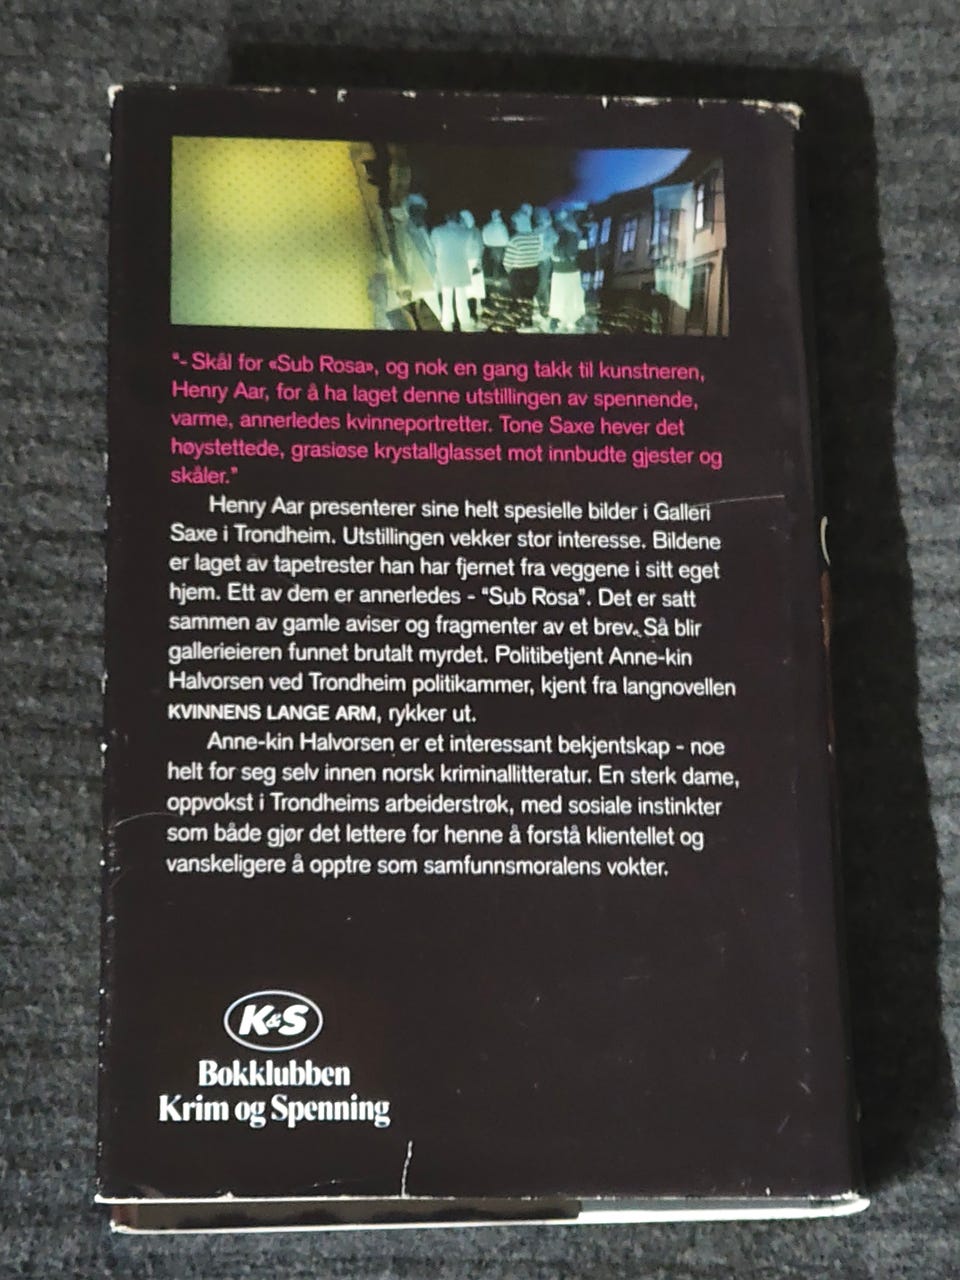 "- Skål for «Sub Rosa», og nok en gang takk til kunstneren,
Henry Aar, for å ha laget denne utstillingen av spennende,
varme, annerledes kvinneportretter. Tone Saxe hever det
høystettede, grasiøse krystallglasset mot innbudte gjester og
skåler."
Henry Aar presenterer sine helt spesielle bilder i Galleri
Saxe i Trondheim. Utstillingen vekker stor interesse. Bildene
er laget av tapetrester han har fjernet fra veggene i sitt eget
hjem. Ett av dem er annerledes - "Sub Rosa". Det er satt
sammen av gamle aviser og fragmenter av et brev. Så blir
gallerieieren funnet brutalt myrdet. Politibetjent Anne-kin
Halvorsen ved Trondheim politikammer, kjent fra langnovellen
KVINNENS LANGE ARM, rykker ut.
Anne-kin Halvorsen er et interessant bekjentskap - noe
helt for seg selv innen norsk kriminallitteratur. En sterk dame,
oppvokst i Trondheims arbeiderstrøk, med sosiale instinkter
som både gjør det lettere for henne å forstå klientellet og
vanskeligere å opptre som samfunnsmoralens vokter.
K&S
Bokklubben
Krim og Spenning